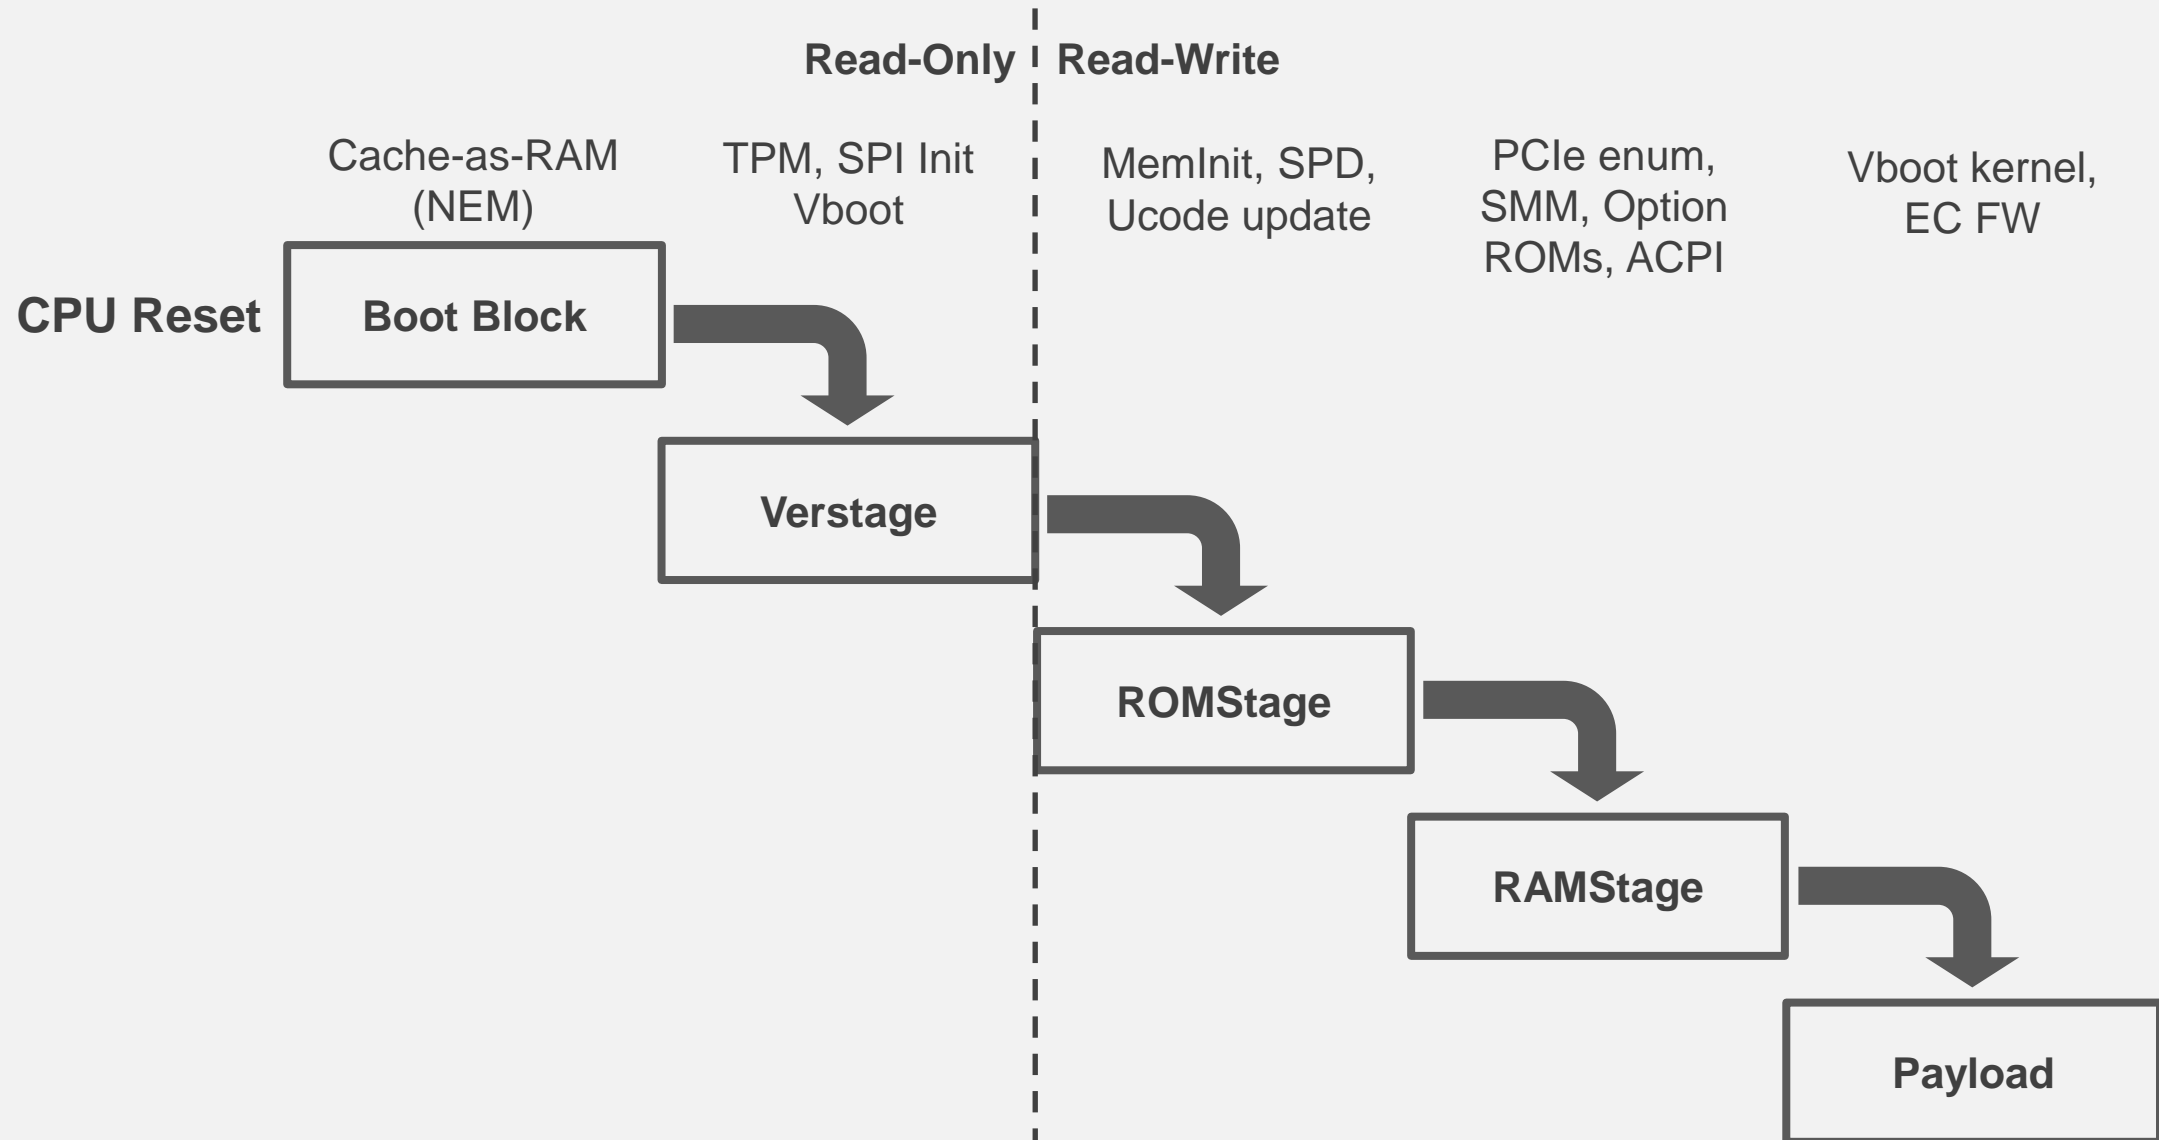 Read-Only
Read-Write
Cache-as-RAM
(NEM)
TPM, SPI Init
Vboot
MemInit, SPD,
Ucode update
PCIe enum,
SMM, Option
ROMs, ACPI
Vboot kernel,
EC FW
CPU Reset
Boot Block
Verstage
ROMStage
RAMStage
Payload